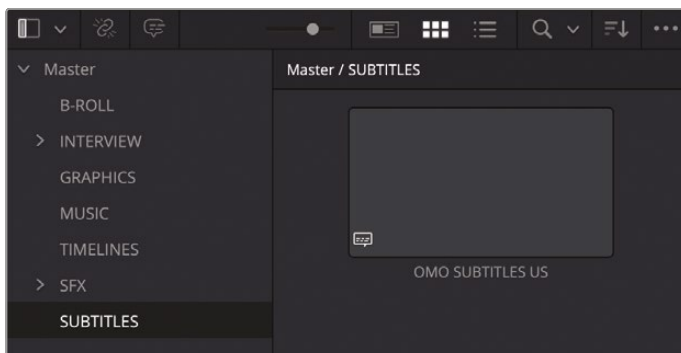 Master
B-ROLL
INTERVIEW
GRAPHICS
MUSIC
TIMELINES
SFX
SUBTITLES
Master / SUBTITLES
OMO SUBTITLES US